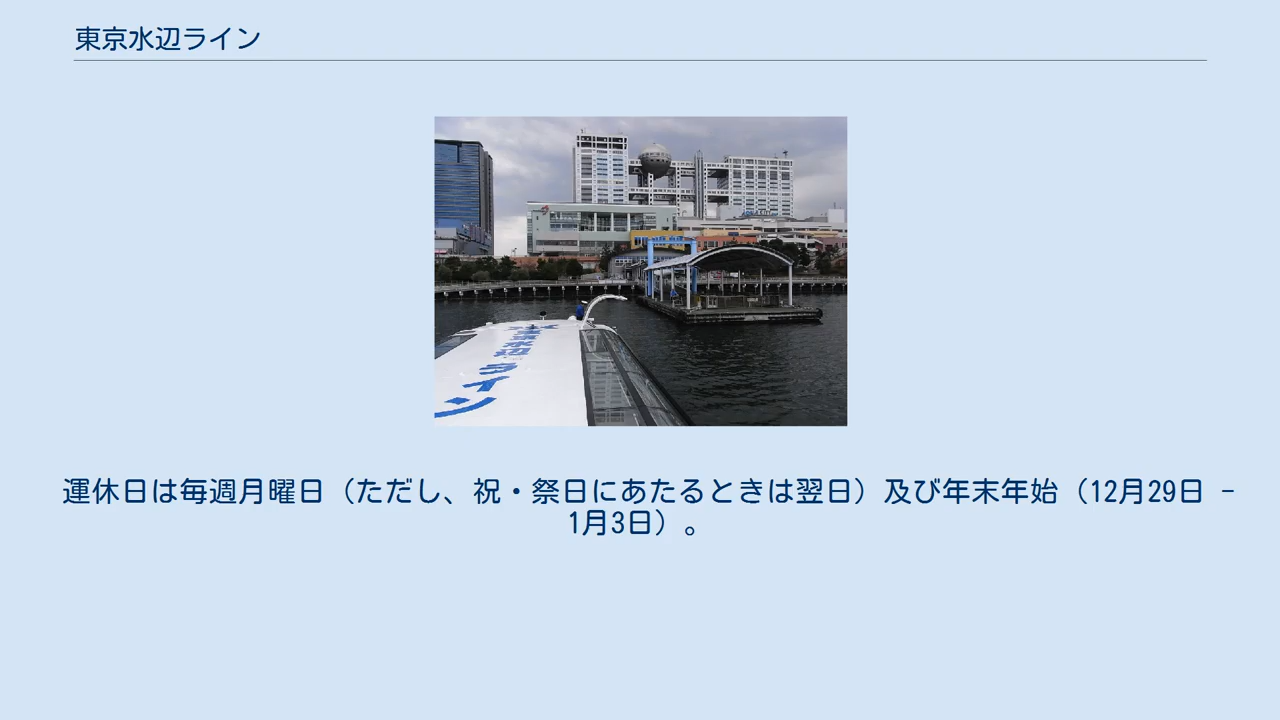 東京水辺ライン
運休日は毎週月曜日（ただし、祝・祭日にあたるときは翌日）及び年末年始（12月29日 -
1月3日）。